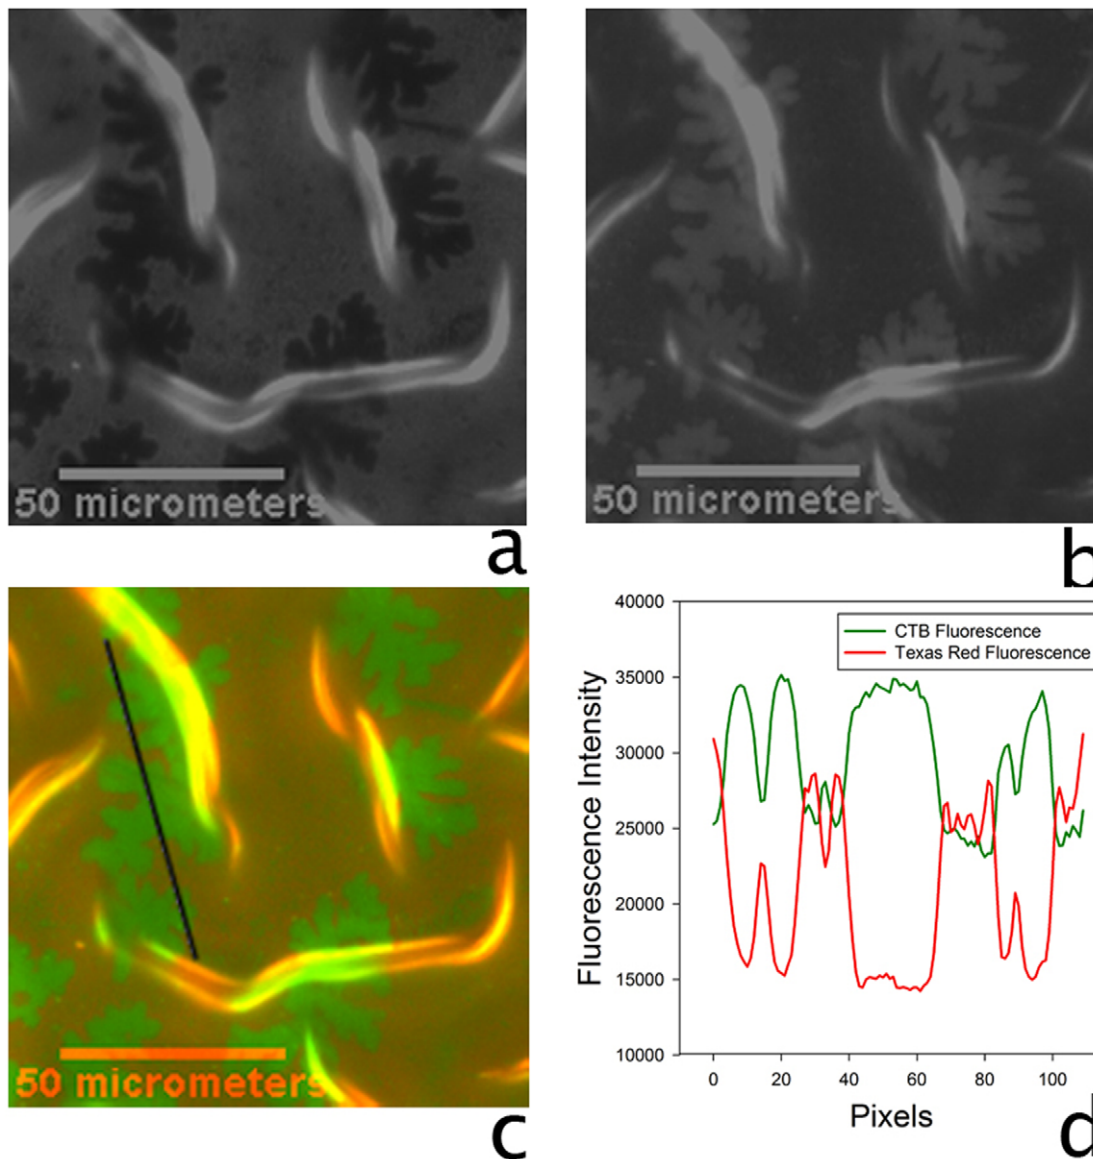 50 micrometers
a
50 micrometers
b
50 micrometers
c
40000
35000
30000
25000
20000
15000
10000
Fluorescence Intensity
CTB Fluorescence
Texas Red Fluorescence
0 20 40 60 80 100
Pixels
d